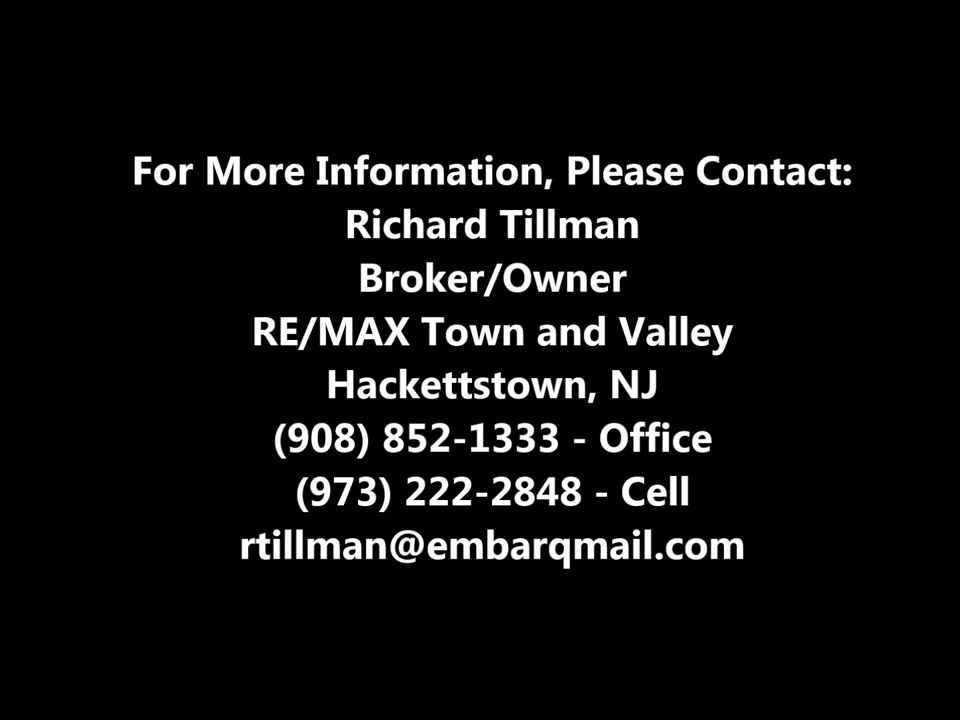 For More Information, Please Contact:
Richard Tillman
Broker/Owner
RE/MAX Town and Valley
Hackettstown, NJ
(908) 852-1333 - Office
(973) 222-2848 - Cell
rtillman@embarqmail.com